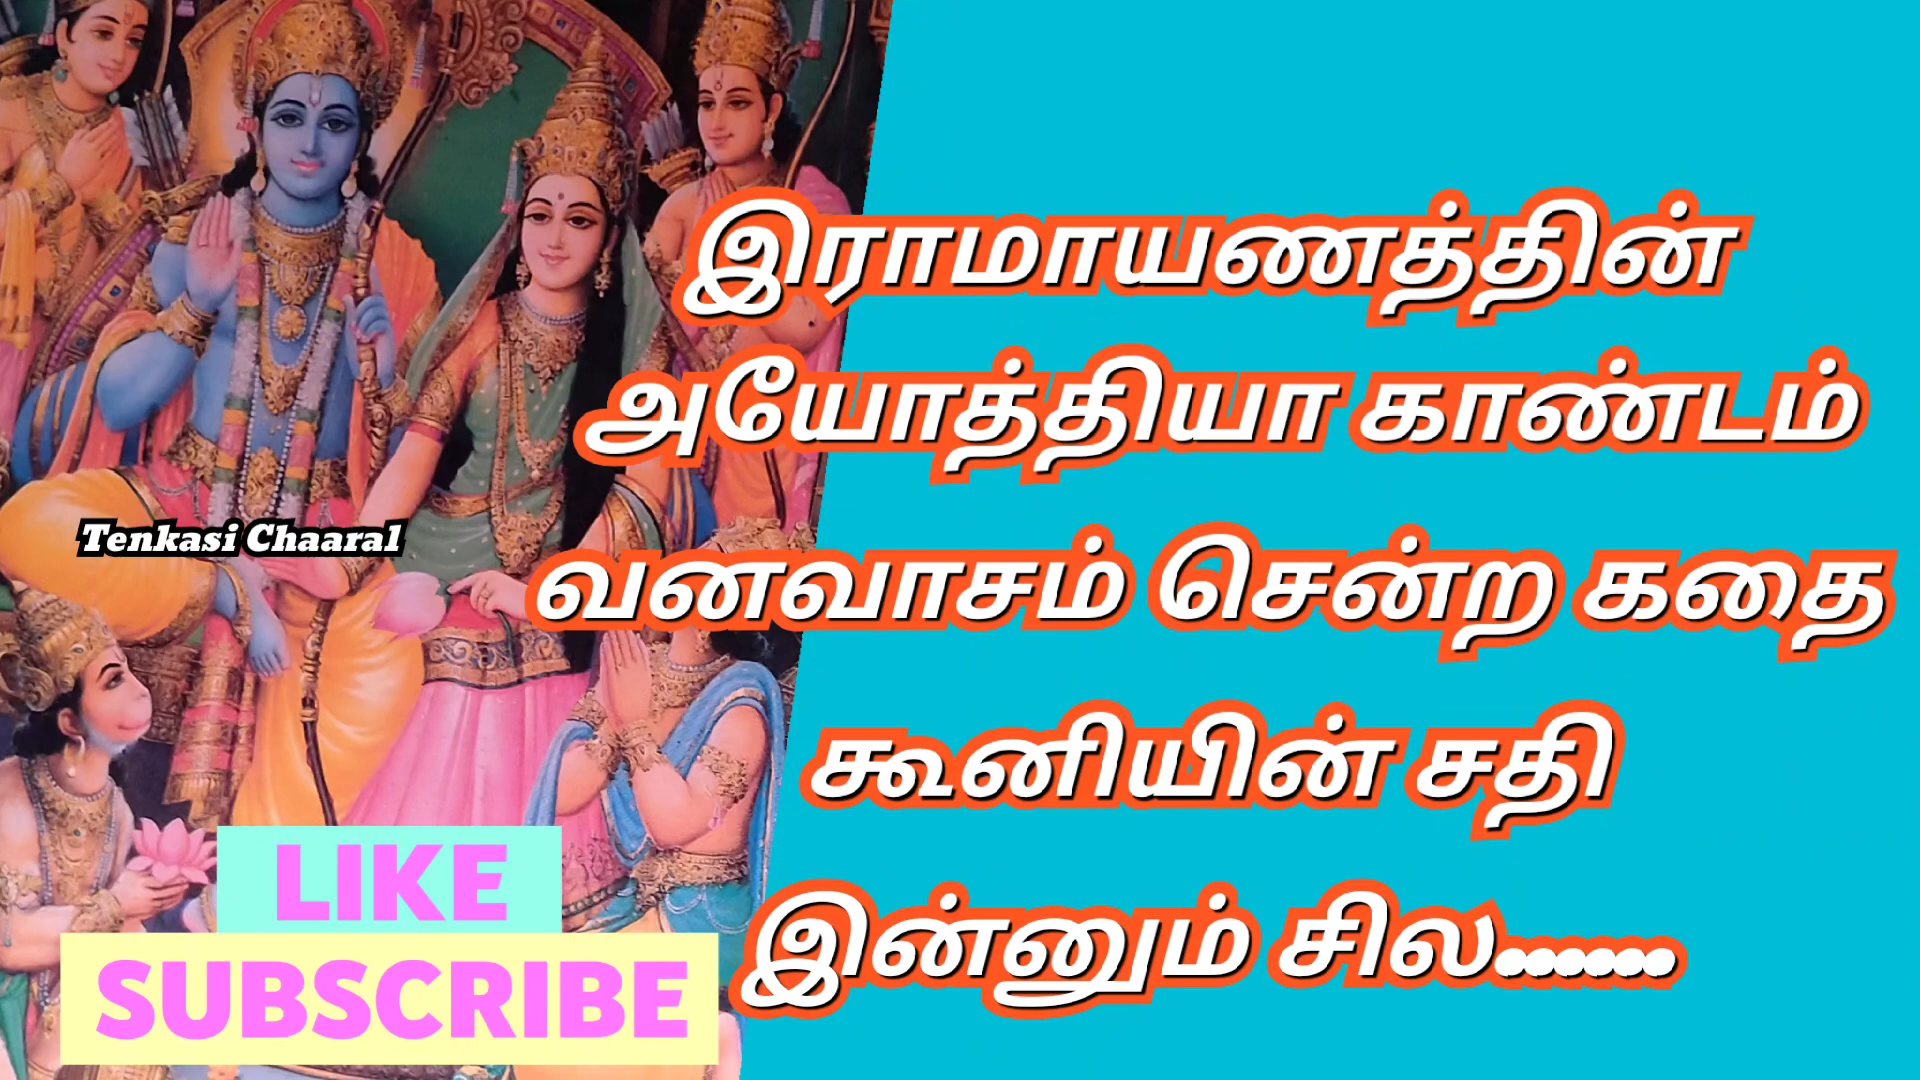 இராமாயணத்தின்
அயோத்தியா காண்டம்
வனவாசம் சென்ற கதை
கூனியின் சதி
இன்னும் சில......
Tenkasi Chaaral
LIKE
SUBSCRIBE